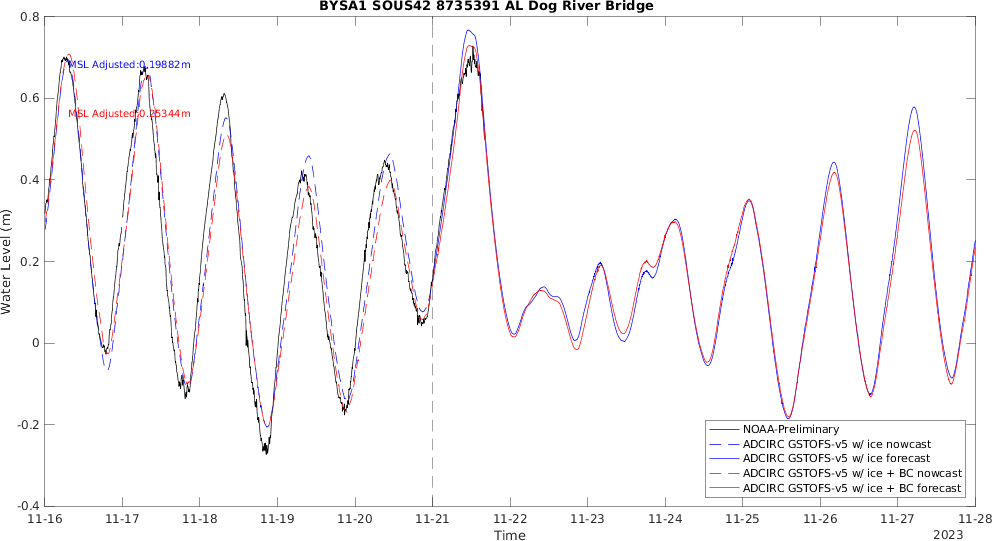 BYSA1 SOUS42 8735391 AL Dog River Bridge
0.8
MSL Adjusted:0.19882m
0.6
MSL Adjusted:0.25344m
0.4
0.2
0
-0.2
-0.4
Water Level (m)
NOAA-Preliminary
ADCIRC GSTOFS-v5 w/ ice nowcast
ADCIRC GSTOFS-v5 w/ ice forecast
ADCIRC GSTOFS-v5 w/ ice + BC nowcast
ADCIRC GSTOFS-v5 w/ ice + BC forecast
11-16 11-17 11-18 11-19 11-20 11-21 11-22 11-23 11-24 11-25 11-26 11-27 11-28
Time
2023